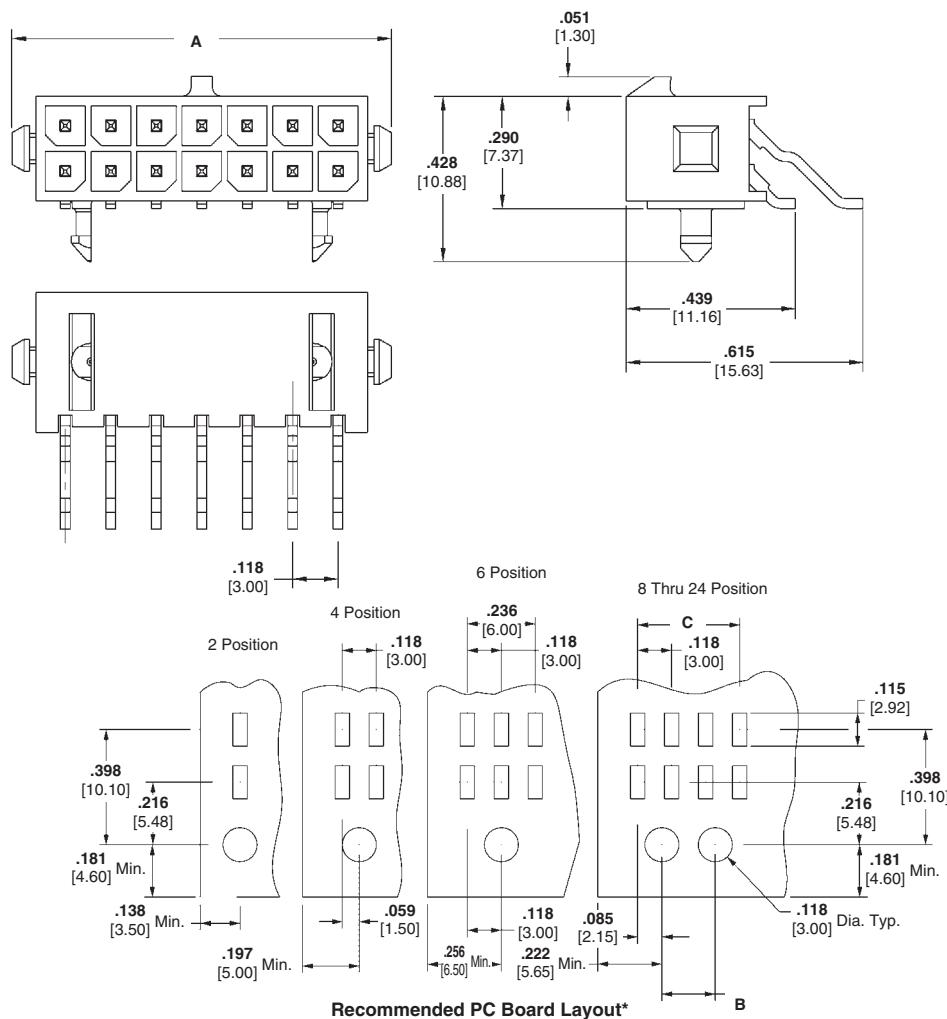 A
.051
[1.30]
.428
[10.88]
.290
[7.37]
.439
[11.16]
.615
[15.63]
.118
[3.00]
2 Position
4 Position
6 Position
8 Thru 24 Position
.118
[3.00]
.236
[6.00]
.118
[3.00]
C
.118
[3.00]
.115
[2.92]
.398
[10.10]
.216
[5.48]
.181
[4.60] Min.
.138
[3.50] Min.
.197
[5.00] Min.
.059
[1.50]
.256
[6.50] Min.
.118
[3.00]
.222
[5.65] Min.
.085
[2.15]
.398
[10.10]
.216
[5.48]
.181
[4.60] Min.
.118
[3.00] Dia. Typ.
B
Recommended PC Board Layout*